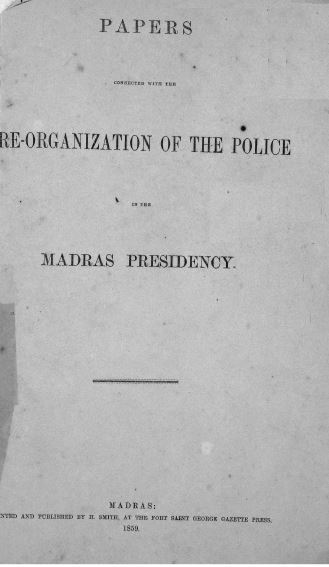 PAPERS
CONNECTED WITH THE
RE-ORGANIZATION OF THE POLICE
IN THE
MADRAS PRESIDENCY.
MADRAS:
NTED AND PUBLISHED BY H. SMITH, AT THE FORT SAINT GEORGE GAZETTE PRESS,
1859.